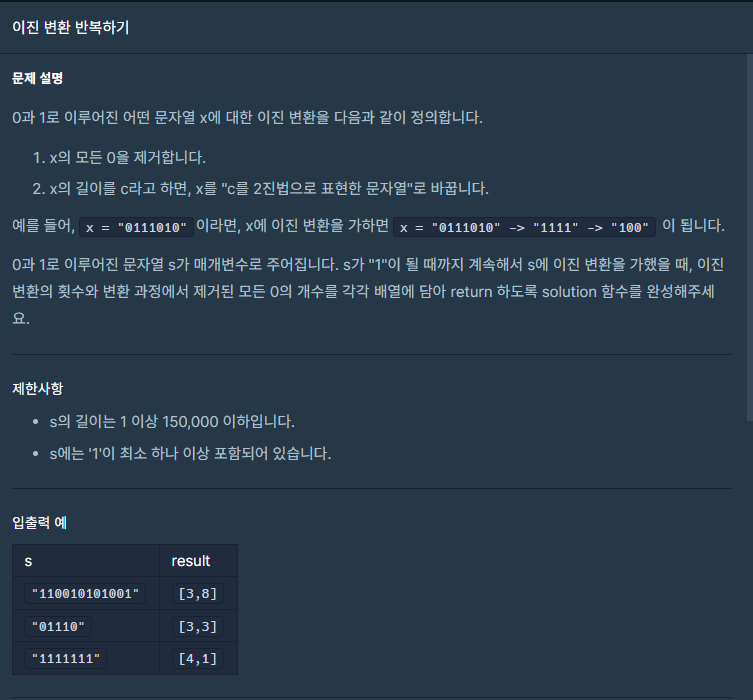 이진 변환 반복하기
문제 설명
0과 1로 이루어진 어떤 문자열 x에 대한 이진 변환을 다음과 같이 정의합니다.
1. x의 모든 0을 제거합니다.
2. x의 길이를 c라고 하면, x를 "c를 2진법으로 표현한 문자열"로 바꿉니다.
예를 들어, x = "0111010" 이라면, x에 이진 변환을 가하면 x = "0111010" -> "1111" -> "100" 이 됩니다.
0과 1로 이루어진 문자열 s가 매개변수로 주어집니다. s가 "1"이 될 때까지 계속해서 s에 이진 변환을 가했을 때, 이진
변환의 횟수와 변환 과정에서 제거된 모든 0의 개수를 각각 배열에 담아 return 하도록 solution 함수를 완성해주세
요.
제한사항
• s의 길이는 1 이상 150,000 이하입니다.
• s에는 '1'이 최소 하나 이상 포함되어 있습니다.
입출력 예
s result
"110010101001" [3,8]
"01110" [3,3]
"1111111" [4,1]